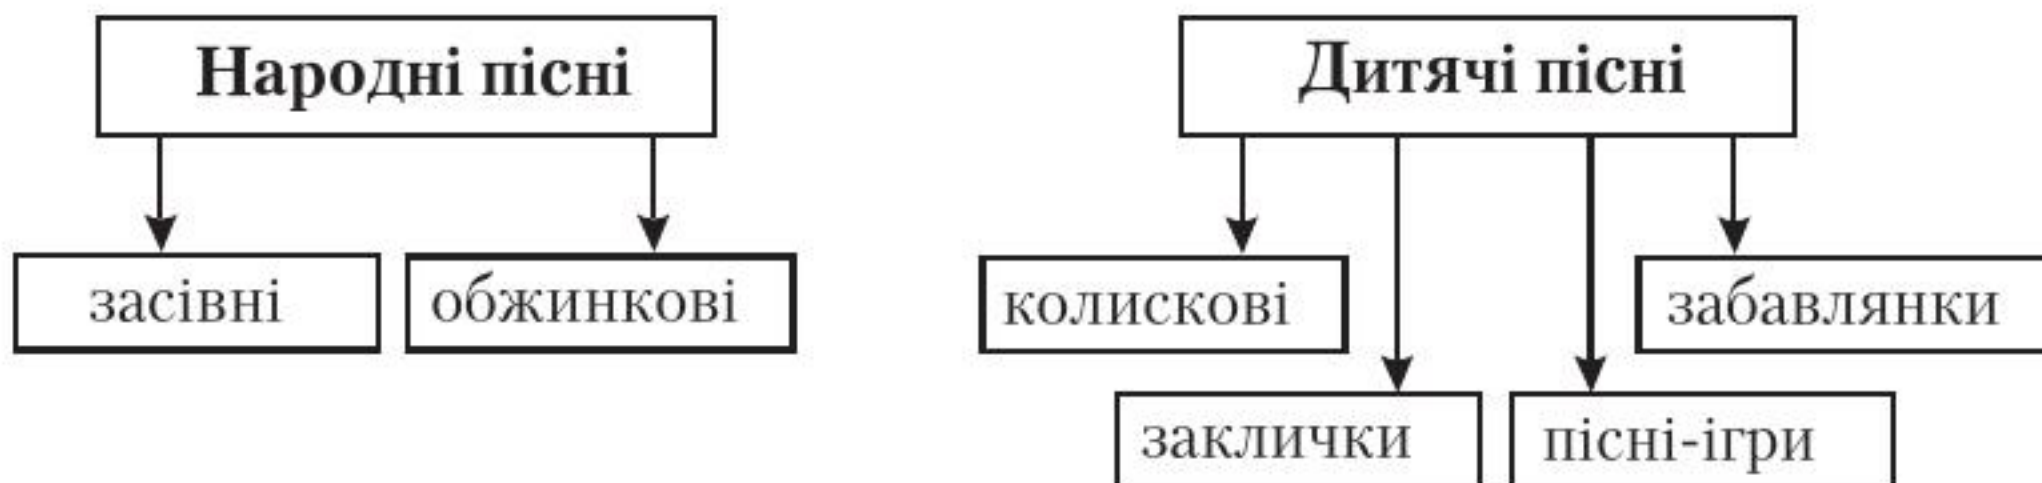 Народні пісні
засівні
обжинкові
Дитячі пісні
колискові
забавлянки
заклички
пісні-ігри